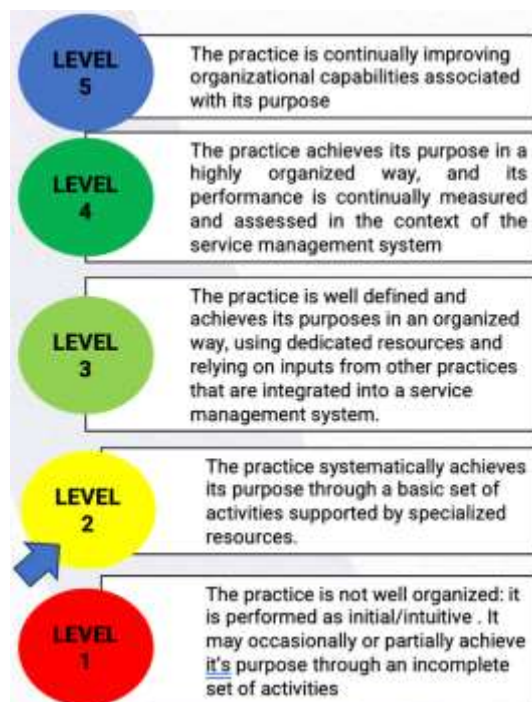 LEVEL
5
The practice is continually improving
organizational capabilities associated
with its purpose
LEVEL
4
The practice achieves its purpose in a
highly organized way, and its
performance is continually measured
and assessed in the context of the
service management system
LEVEL
3
The practice is well defined and
achieves its purposes in an organized
way, using dedicated resources and
relying on inputs from other practices
that are integrated into a service
management system.
LEVEL
2
The practice systematically achieves
its purpose through a basic set of
activities supported by specialized
resources.
LEVEL
1
The practice is not well organized: it
is performed as initial/intuitive . It
may occasionally or partially achieve
it's purpose through an incomplete
set of activities